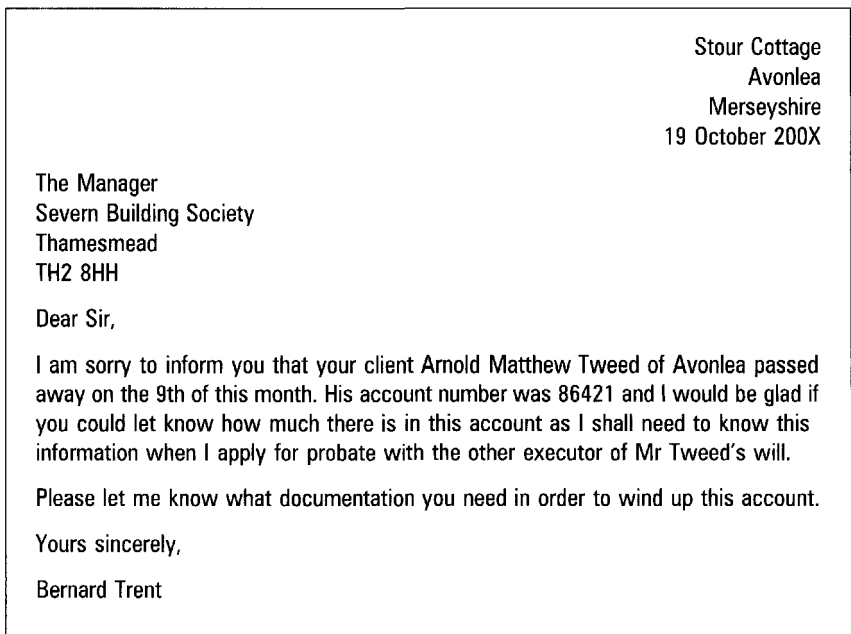 Stour Cottage
Avonlea
Merseyshire
19 October 200X
The Manager
Severn Building Society
Thamesmead
TH2 8HH
Dear Sir,
I am sorry to inform you that your client Arnold Matthew Tweed of Avonlea passed
away on the 9th of this month. His account number was 86421 and I would be glad if
you could let know how much there is in this account as I shall need to know this
information when I apply for probate with the other executor of Mr Tweed's will.
Please let me know what documentation you need in order to wind up this account.
Yours sincerely,
Bernard Trent